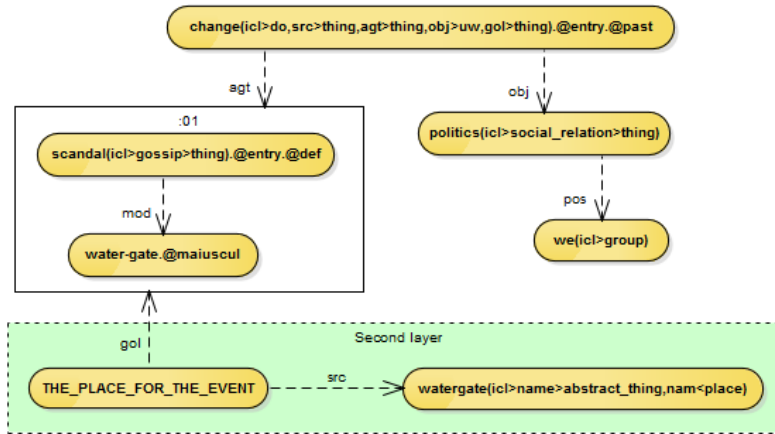 change(icl>do,src>thing,agt>thing,obj>uw,gol>thing).@entry.@past
agt
obj
:01
politics(icl>social_relation>thing)
scandal(icl>gossip>thing).@entry.@def
mod
pos
water-gate.@maiuscul
we(icl>group)
gol
Second layer
THE_PLACE_FOR_THE_EVENT
src
watergate(icl>name>abstract_thing,nam<place)